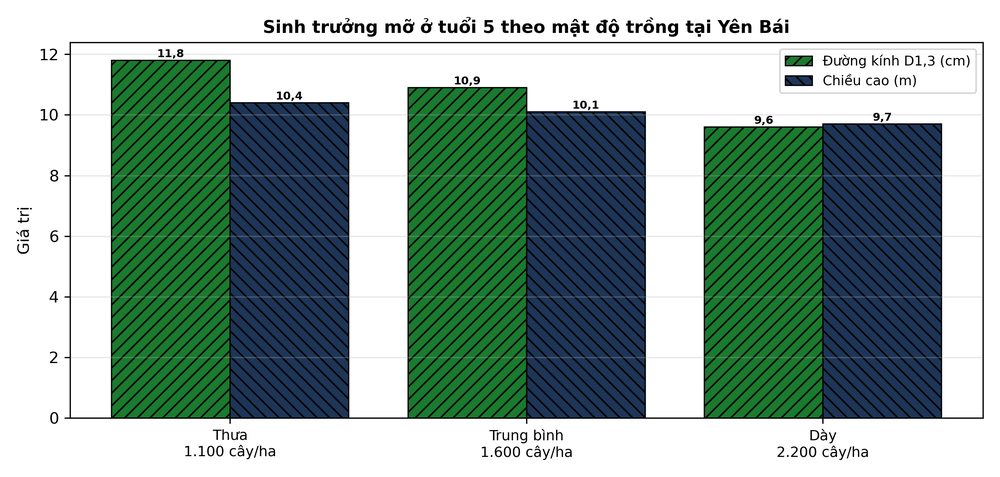 Sinh trưởng mỡ ở tuổi 5 theo mật độ trồng tại Yên Bái
Đường kính D1,3 (cm)
Chiều cao (m)
Giá trị
12
10
8
6
4
2
0
11,8
10,4
10,9
10,1
9,6
9,7
Thưa
1.100 cây/ha
Trung bình
1.600 cây/ha
Dày
2.200 cây/ha